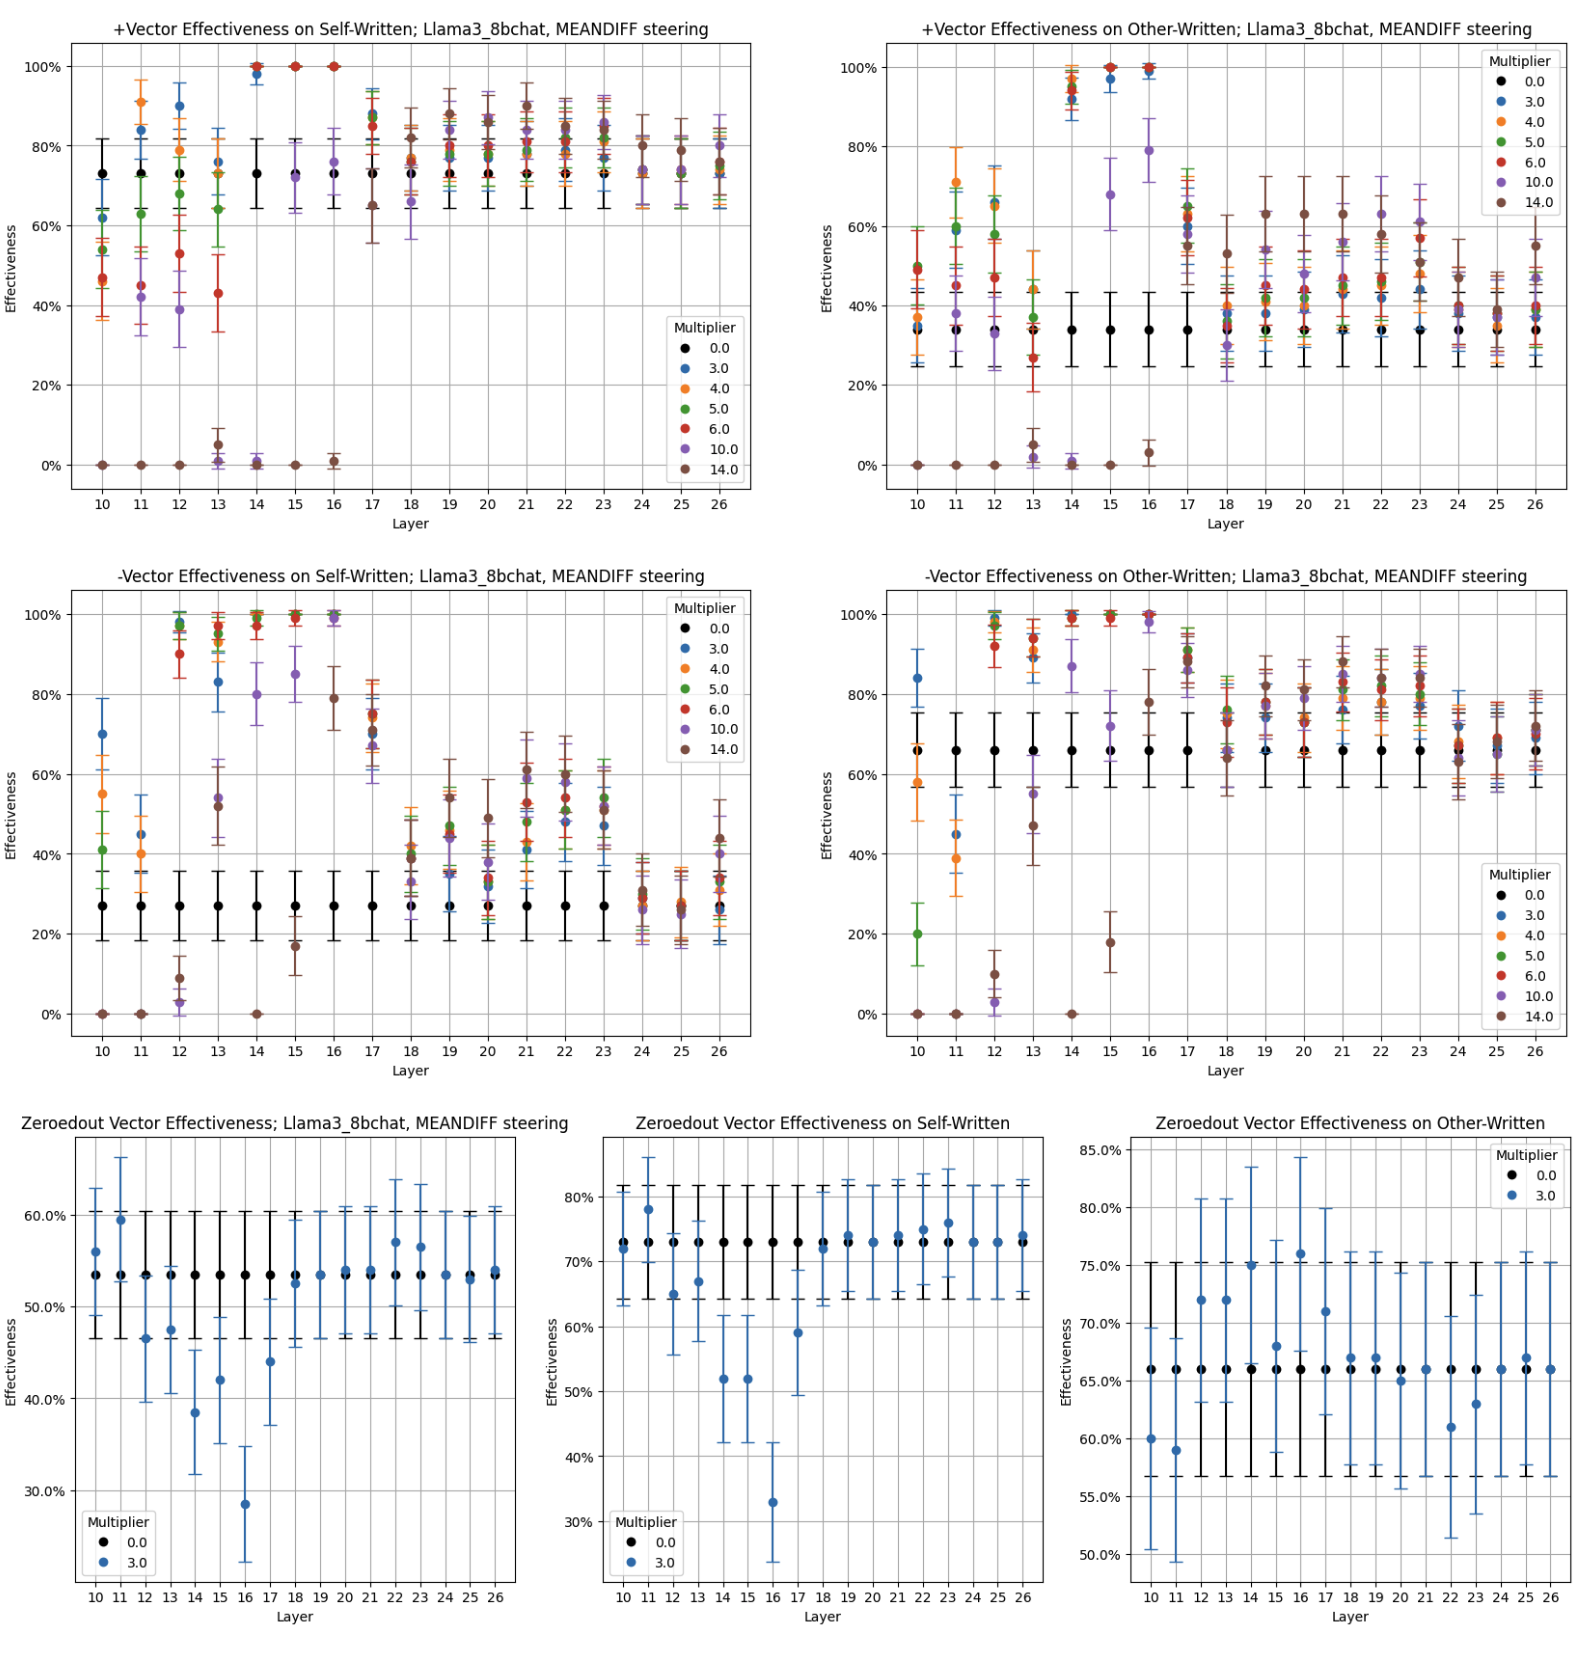 +Vector Effectiveness on Self-Written; Llama3_8bchat, MEANDIFF steering
100%
80%
60%
40%
20%
0%
Effectiveness
10 11 12 13 14 15 16 17 18 19 20 21 22 23 24 25 26
Layer
Multiplier
0.0
3.0
4.0
5.0
6.0
10.0
14.0
+Vector Effectiveness on Other-Written; Llama3_8bchat, MEANDIFF steering
100%
80%
60%
40%
20%
0%
Effectiveness
10 11 12 13 14 15 16 17 18 19 20 21 22 23 24 25 26
Layer
Multiplier
0.0
3.0
4.0
5.0
6.0
10.0
14.0
-Vector Effectiveness on Self-Written; Llama3_8bchat, MEANDIFF steering
100%
80%
60%
40%
20%
0%
Effectiveness
10 11 12 13 14 15 16 17 18 19 20 21 22 23 24 25 26
Layer
Multiplier
0.0
3.0
4.0
5.0
6.0
10.0
14.0
-Vector Effectiveness on Other-Written; Llama3_8bchat, MEANDIFF steering
100%
80%
60%
40%
20%
0%
Effectiveness
10 11 12 13 14 15 16 17 18 19 20 21 22 23 24 25 26
Layer
Multiplier
0.0
3.0
4.0
5.0
6.0
10.0
14.0
Zeroedout Vector Effectiveness; Llama3_8bchat, MEANDIFF steering
60.0%
50.0%
40.0%
30.0%
Effectiveness
10 11 12 13 14 15 16 17 18 19 20 21 22 23 24 25 26
Layer
Multiplier
0.0
3.0
Zeroedout Vector Effectiveness on Self-Written
80%
70%
60%
50%
40%
30%
Effectiveness
10 11 12 13 14 15 16 17 18 19 20 21 22 23 24 25 26
Layer
Multiplier
0.0
3.0
Zeroedout Vector Effectiveness on Other-Written
85.0%
80.0%
75.0%
70.0%
65.0%
60.0%
55.0%
50.0%
Effectiveness
10 11 12 13 14 15 16 17 18 19 20 21 22 23 24 25 26
Layer
Multiplier
0.0
3.0